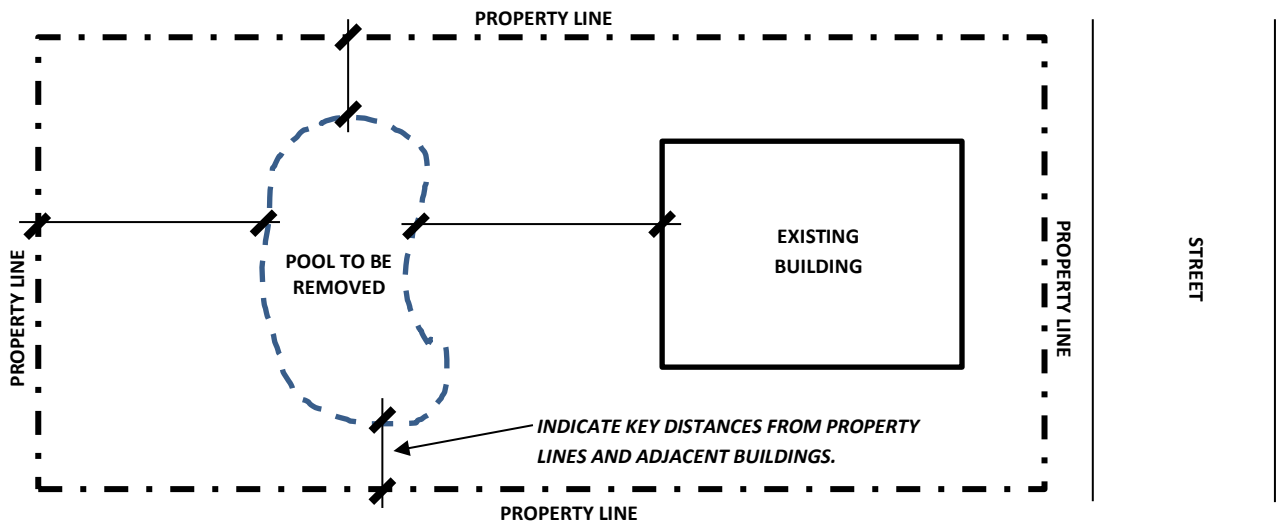 PROPERTY LINE
PROPERTY LINE
POOL TO BE
REMOVED
EXISTING
BUILDING
PROPERTY LINE
STREET
INDICATE KEY DISTANCES FROM PROPERTY
LINES AND ADJACENT BUILDINGS.
PROPERTY LINE